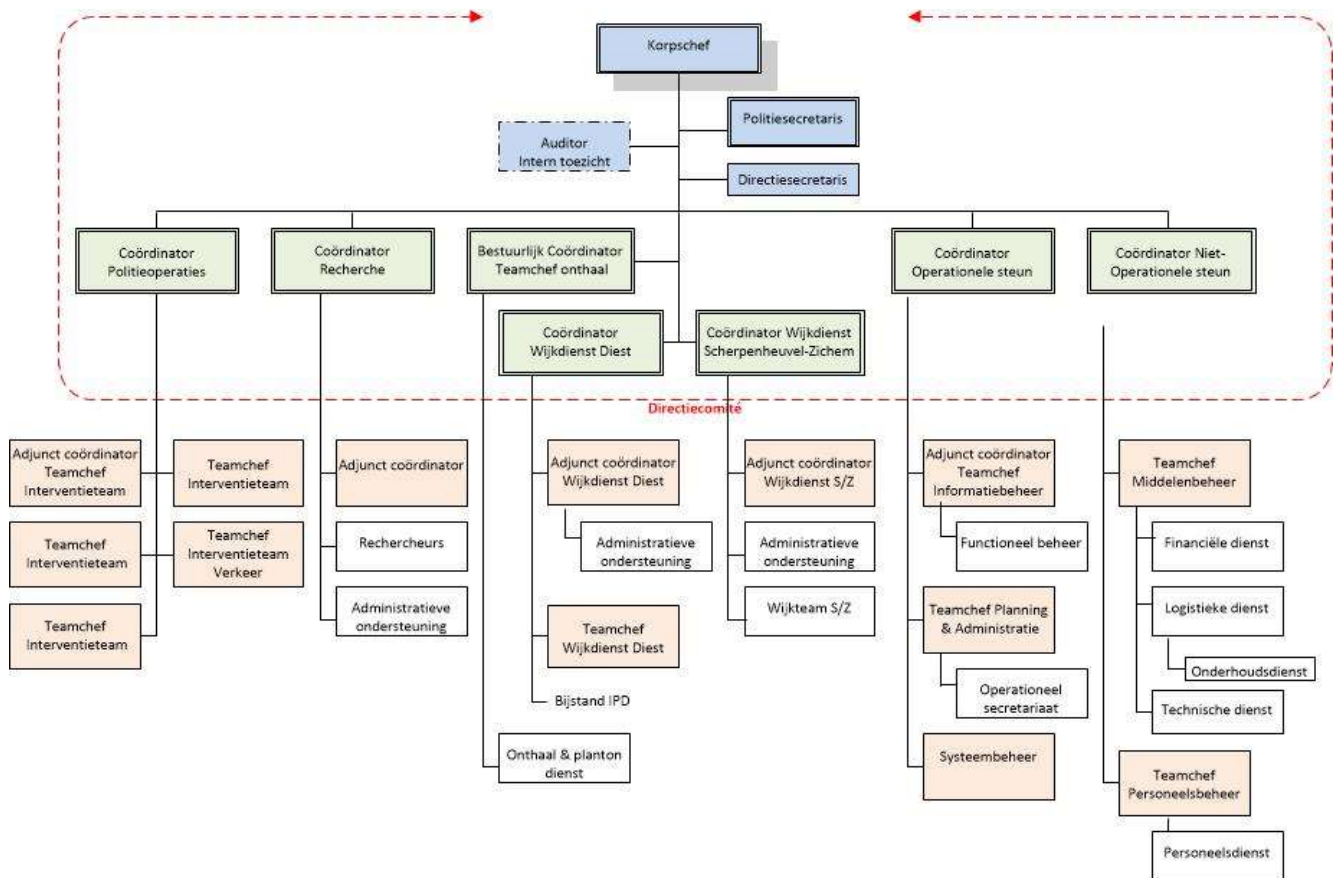 Korpschef
Politiesecretaris
Auditor
Intern toezicht
Directiesecretaris
Coördinator
Politieoperaties
Coördinator
Recherche
Bestuurlijk Coördinator
Teamchef onthaal
Coördinator
Operationele steun
Coördinator Niet-
Operationele steun
Coördinator
Wijkdienst Diest
Coördinator Wijkdienst
Scherpenheuvel-Zichem
Directiecomité
Adjunct coördinator
Teamchef
Interventieteam
Teamchef
Interventieteam
Adjunct coördinator
Adjunct coördinator
Wijkdienst Diest
Adjunct coördinator
Wijkdienst S/Z
Adjunct coördinator
Teamchef
Informatiebeheer
Teamchef
Middelenbeheer
Teamchef
Interventieteam
Teamchef
Interventieteam
Verkeer
Rechercheurs
Administratieve
ondersteuning
Administratieve
ondersteuning
Functioneel beheer
Financiële dienst
Teamchef
Interventieteam
Administratieve
ondersteuning
Teamchef
Wijkdienst Diest
Wijkteam S/Z
Teamchef Planning
& Administratie
Logistieke dienst
Onderhoudsdienst
Bijstand IPD
Operationeel
secretariaat
Technische dienst
Onthaal & planton
dienst
Systeembeheer
Teamchef
Personeelsbeheer
Personeelsdienst